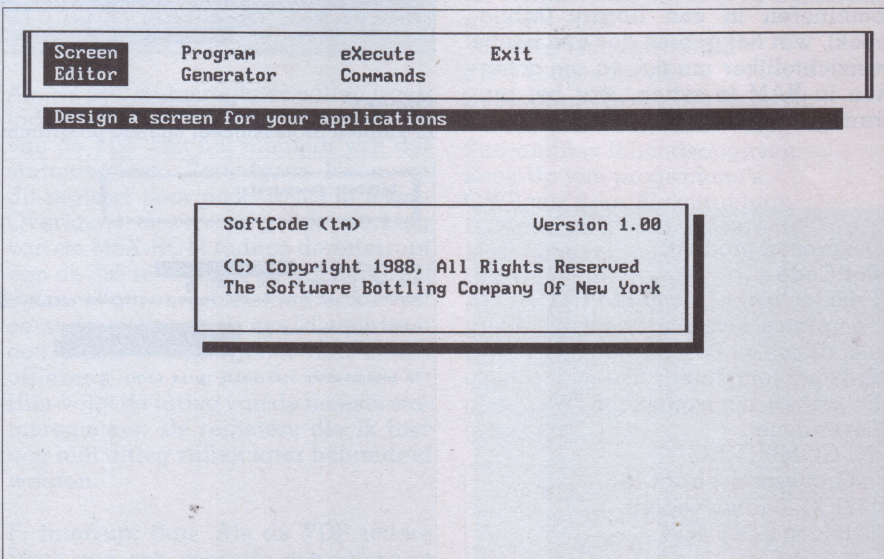 Screen Program eXecute Exit
Editor Generator Commands
Design a screen for your applications
SoftCode (tm) Version 1.00
(C) Copyright 1988, All Rights Reserved
The Software Bottling Company Of New York